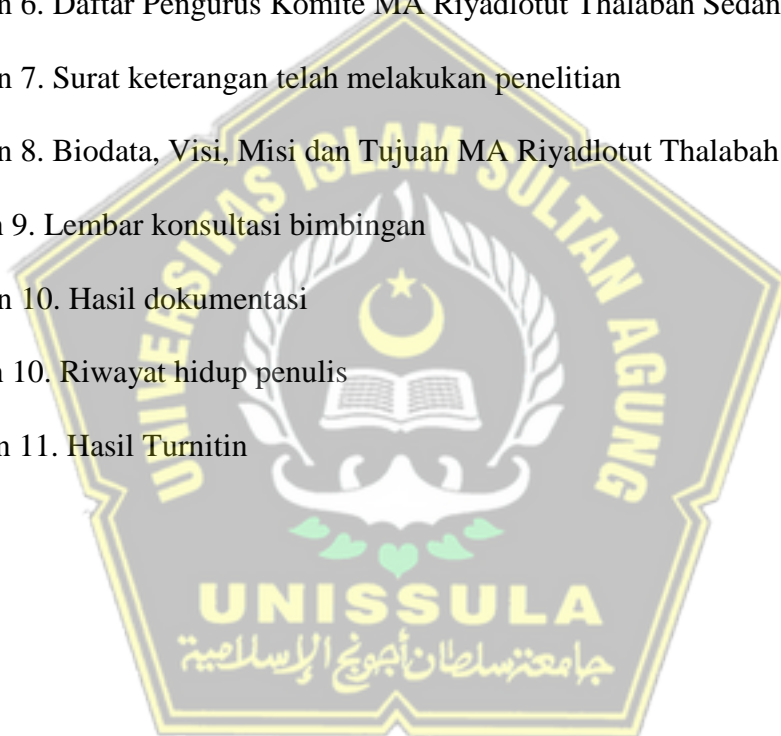 n 6. Daftar Pengurus Komite MA Riyadlotut Thalabah Sedan
n 7. Surat keterangan telah melakukan penelitian
n 8. Biodata, Visi, Misi dan Tujuan MA Riyadlotut Thalabah
n 9. Lembar konsultasi bimbingan
n 10. Hasil dokumentasi
n 10. Riwayat hidup penulis
n 11. Hasil Turnitin
UNIVERSITAS ISLAM SULTAN AGUNG
UNISSULA
جامعة سلطان أجونج الإسلامية